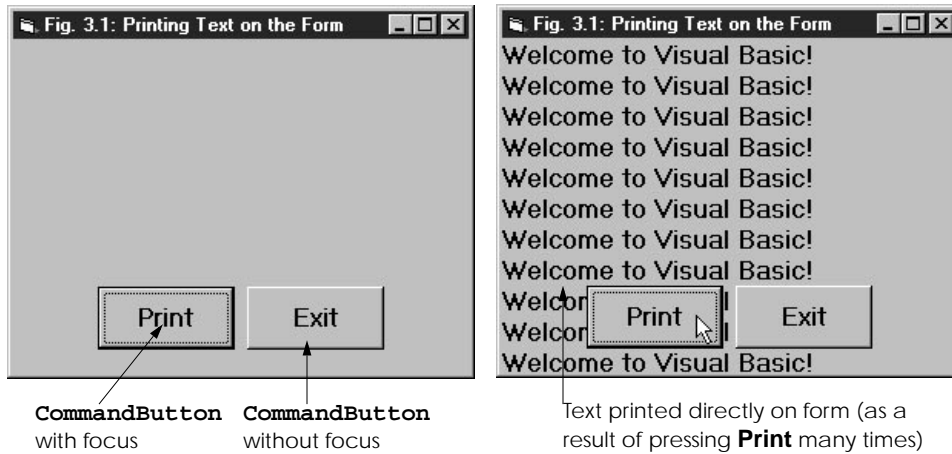 Fig. 3.1: Printing Text on the Form
Print
Exit
CommandButton
with focus
CommandButton
without focus
Fig. 3.1: Printing Text on the Form
Welcome to Visual Basic!
Welcome to Visual Basic!
Welcome to Visual Basic!
Welcome to Visual Basic!
Welcome to Visual Basic!
Welcome to Visual Basic!
Welcome to Visual Basic!
Welcome to Visual Basic!
Welcor l
Welcor l
Welcome to Visual Basic!
Print
Exit
Text printed directly on form (as a
result of pressing Print many times)